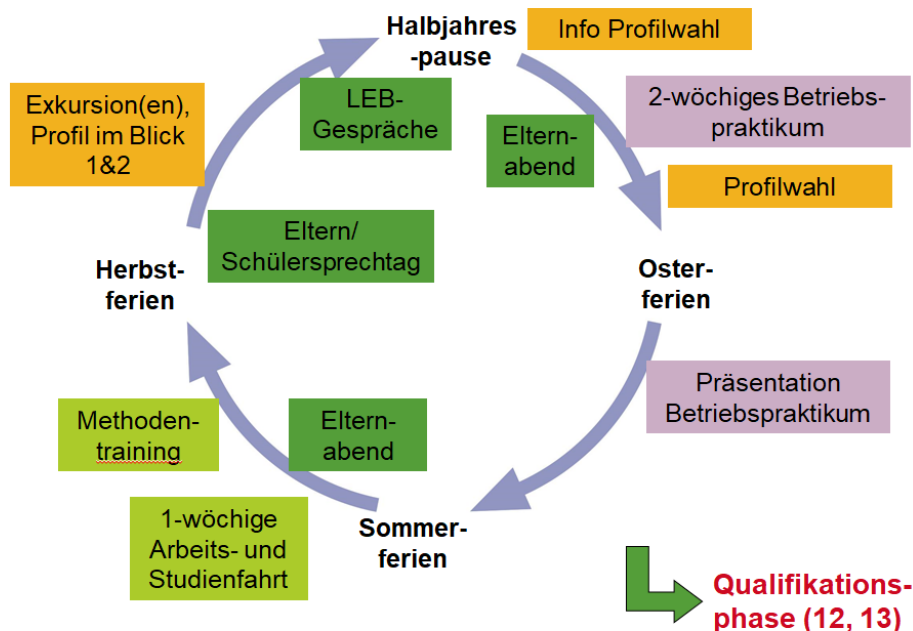 Halbjahres
-pause
Info Profilwahl
Exkursion(en),
Profil im Blick
1&2
LEB-
Gespräche
2-wöchiges Betriebs-
praktikum
Eltern-
abend
Profilwahl
Eltern/
Schülersprechtag
Herbst-
ferien
Oster-
ferien
Präsentation
Betriebspraktikum
Methoden-
training
Eltern-
abend
1-wöchige
Arbeits- und
Studienfahrt
Sommer-
ferien
Qualifikations-
phase (12, 13)